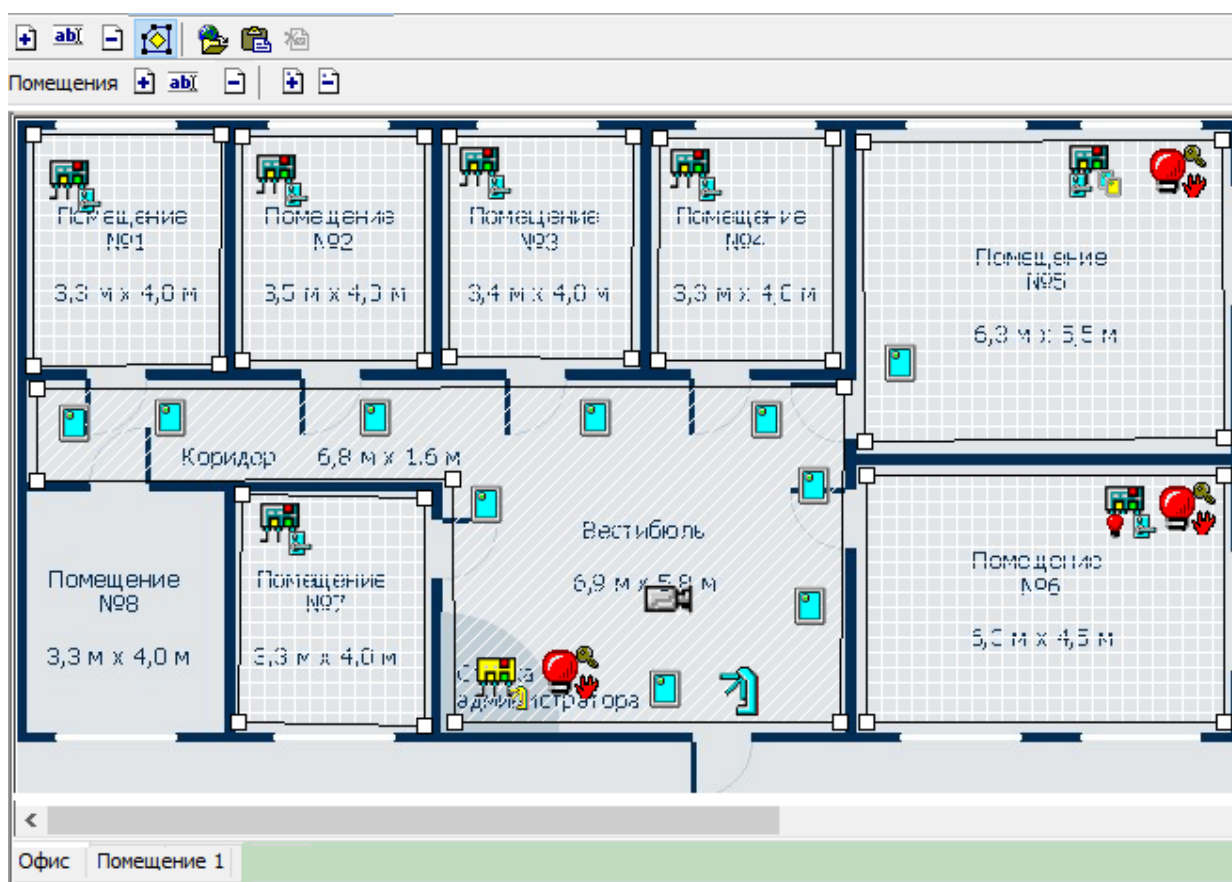 Помещения
Помещение
№1
3,3 м x 4,0 м
Помещение
№2
3,5 м x 4,0 м
Помещение
№3
3,4 м x 4,0 м
Помещение
№4
3,3 м x 4,0 м
Помещение
№5
6,3 м x 5,5 м
Коридор 6,8 м x 1.6 м
Вестибюль
6,9 м x 5,9 м
Помещение
№6
4,5 м
Помещение
№8
3,3 м x 4,0 м
Помещение
№7
3,3 м x 4,0 м
администратора
Офис
Помещение 1